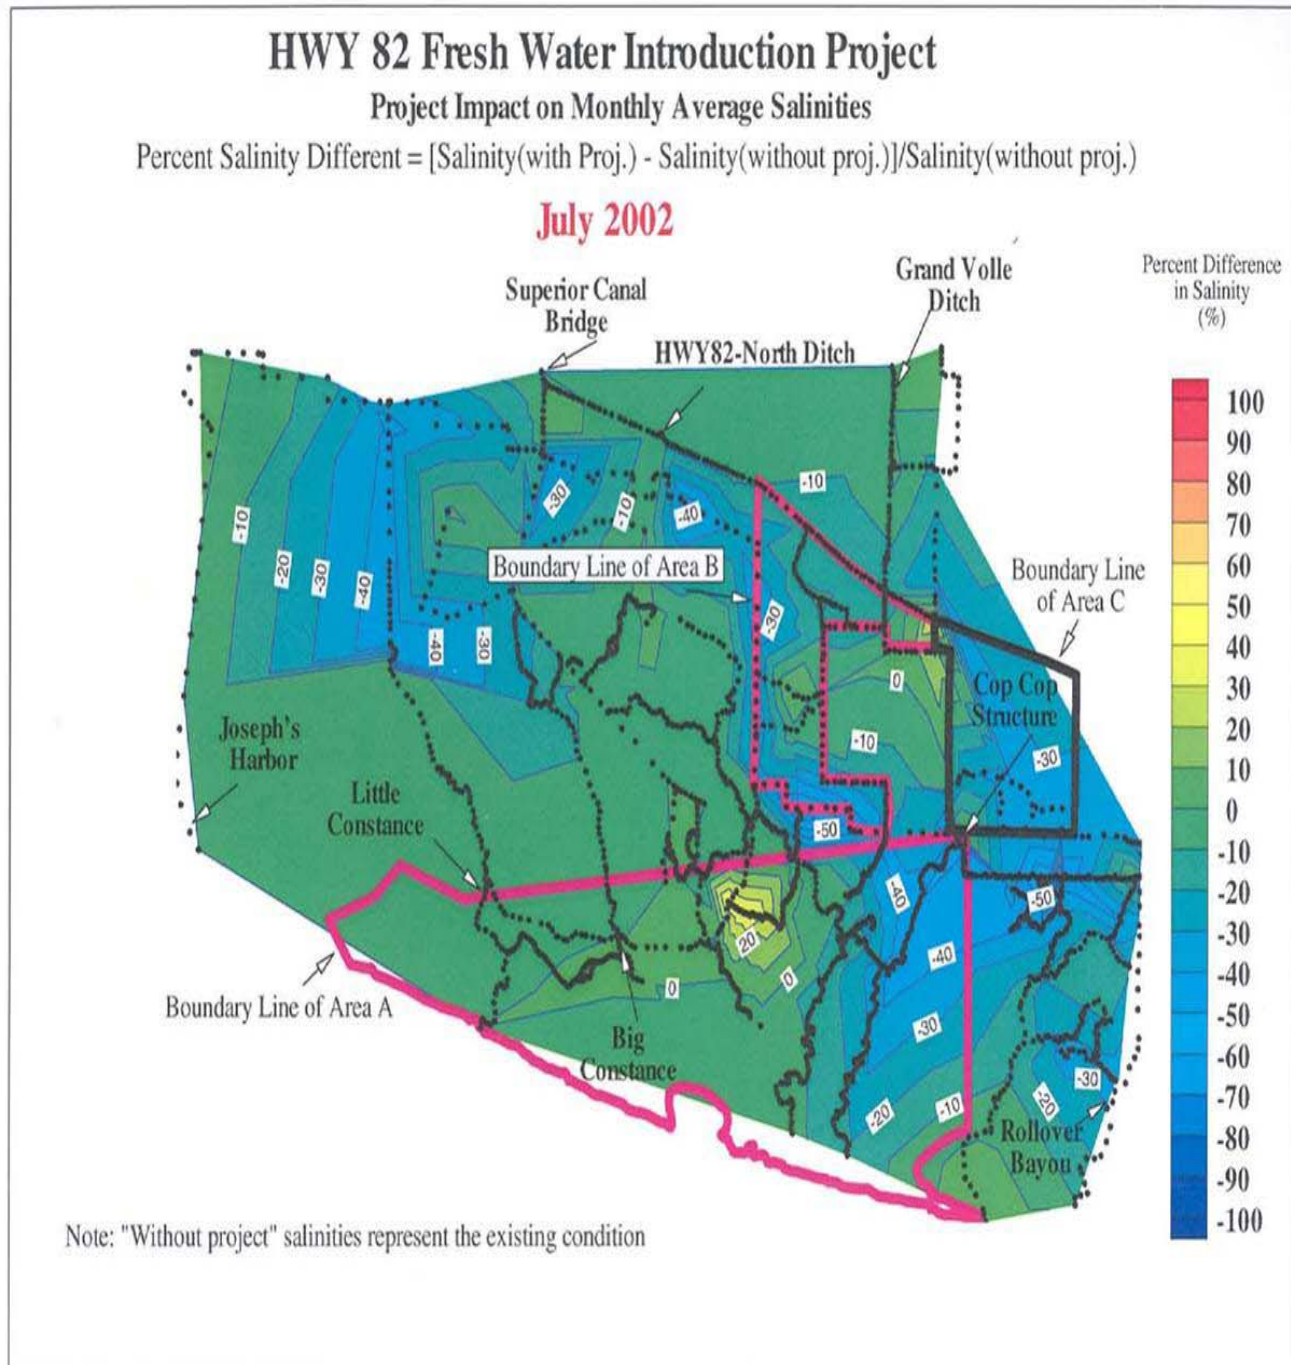 HWY 82 Fresh Water Introduction Project
Project Impact on Monthly Average Salinities
Percent Salinity Different = [Salinity(with Proj.) - Salinity(without proj.)]/Salinity(without proj.)
July 2002
Grand Volle
Ditch
Percent Difference
in Salinity
(%)
Superior Canal
Bridge
HWY82-North Ditch
100
90
80
70
60
50
40
30
20
10
0
-10
-20
-30
-40
-50
-60
-70
-80
-90
-100
-10
-30
-10
-40
-10
-20
-30
-40
Boundary Line of Area B
Boundary Line
of Area C
-30
-40
-30
0
Cop Cop
Structure
-10
-30
Joseph's
Harbor
Little
Constance
-50
-40
-50
20
-40
0
0
Boundary Line of Area A
-30
Big
Constance
-30
-20
-20
-10
Rollover
Bayou
Note: "Without project" salinities represent the existing condition